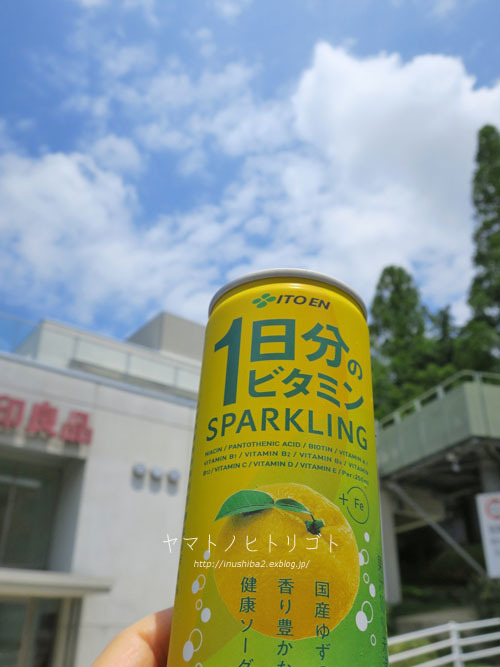 ITO EN
1日分の
ビタミン
SPARKLING
NIACIN / PANTOTHENIC ACID / BIOTIN / VITAMIN A /
VITAMIN B1 / VITAMIN B2 / VITAMIN B6 / VITAMIN
B12 / VITAMIN C / VITAMIN D / VITAMIN E / Per1
+ Fe
印良品
ヤマトノヒトリゴト
http://inushiba2.exblog.jp/
国産ゆず
香り豊かな
健康ソーダ